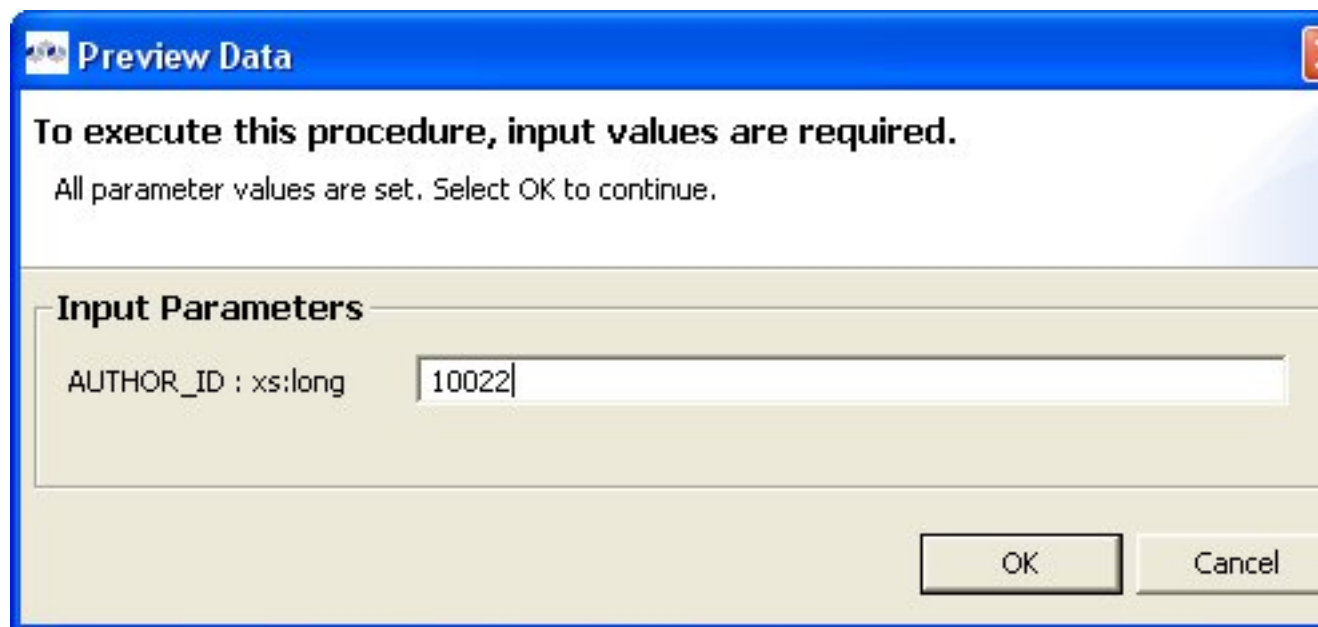 Preview Data
To execute this procedure, input values are required.
All parameter values are set. Select OK to continue.
Input Parameters
AUTHOR_ID : xs:long 10022
OK Cancel